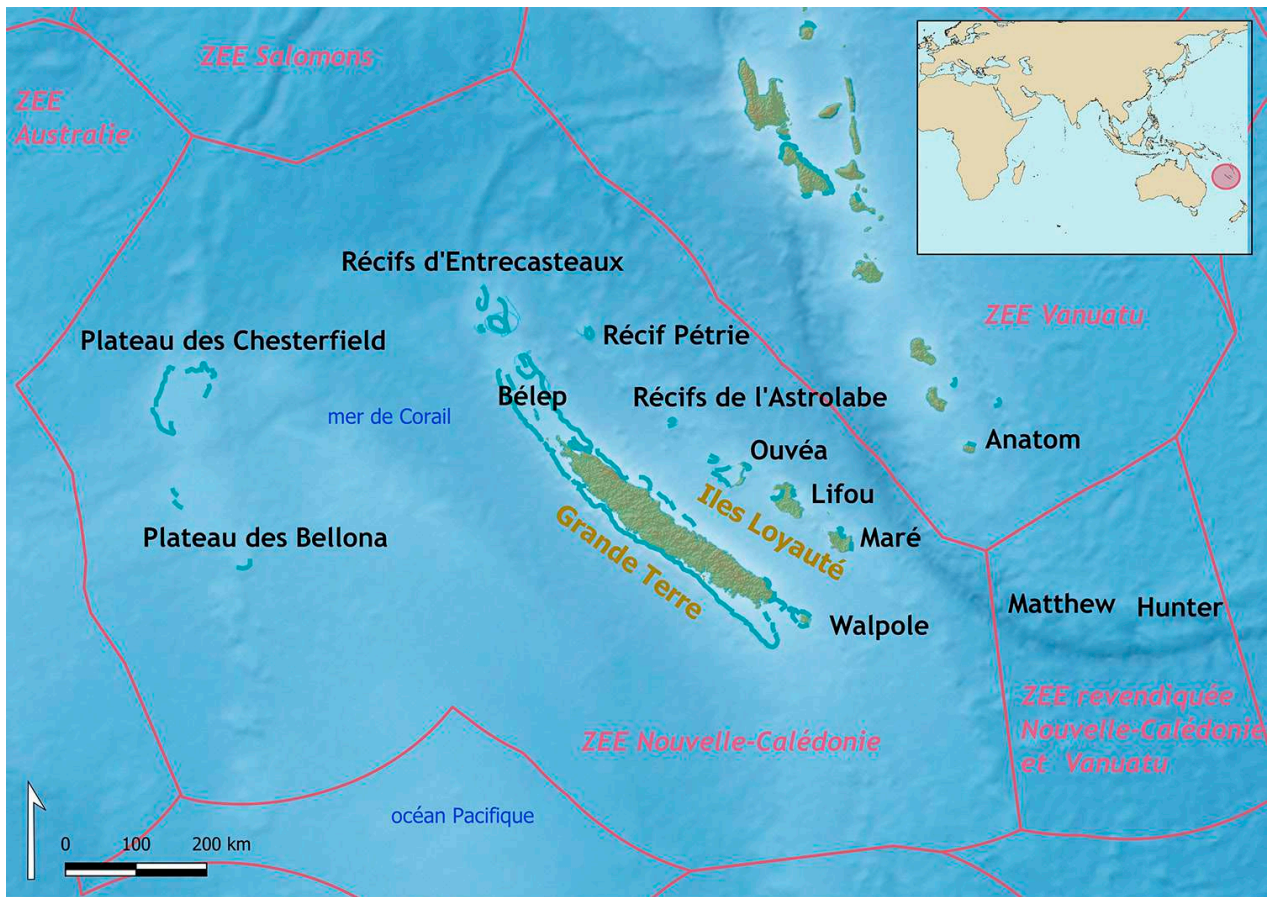 ZEE Salomons
ZEE
Australie
Récifs d'Entrecasteaux
ZEE Vanuatu
Plateau des Chesterfield
Récif Pétrie
Bélep
Récifs de l'Astrolabe
mer de Corail
Anatom
Ouvéa
Lifou
Iles Loyauté
Plateau des Bellona
Maré
Grande Terre
Matthew
Hunter
Walpole
ZEE revendiquée
Nouvelle-Calédonie
et Vanuatu
ZEE Nouvelle-Calédonie
océan Pacifique
0 100 200 km